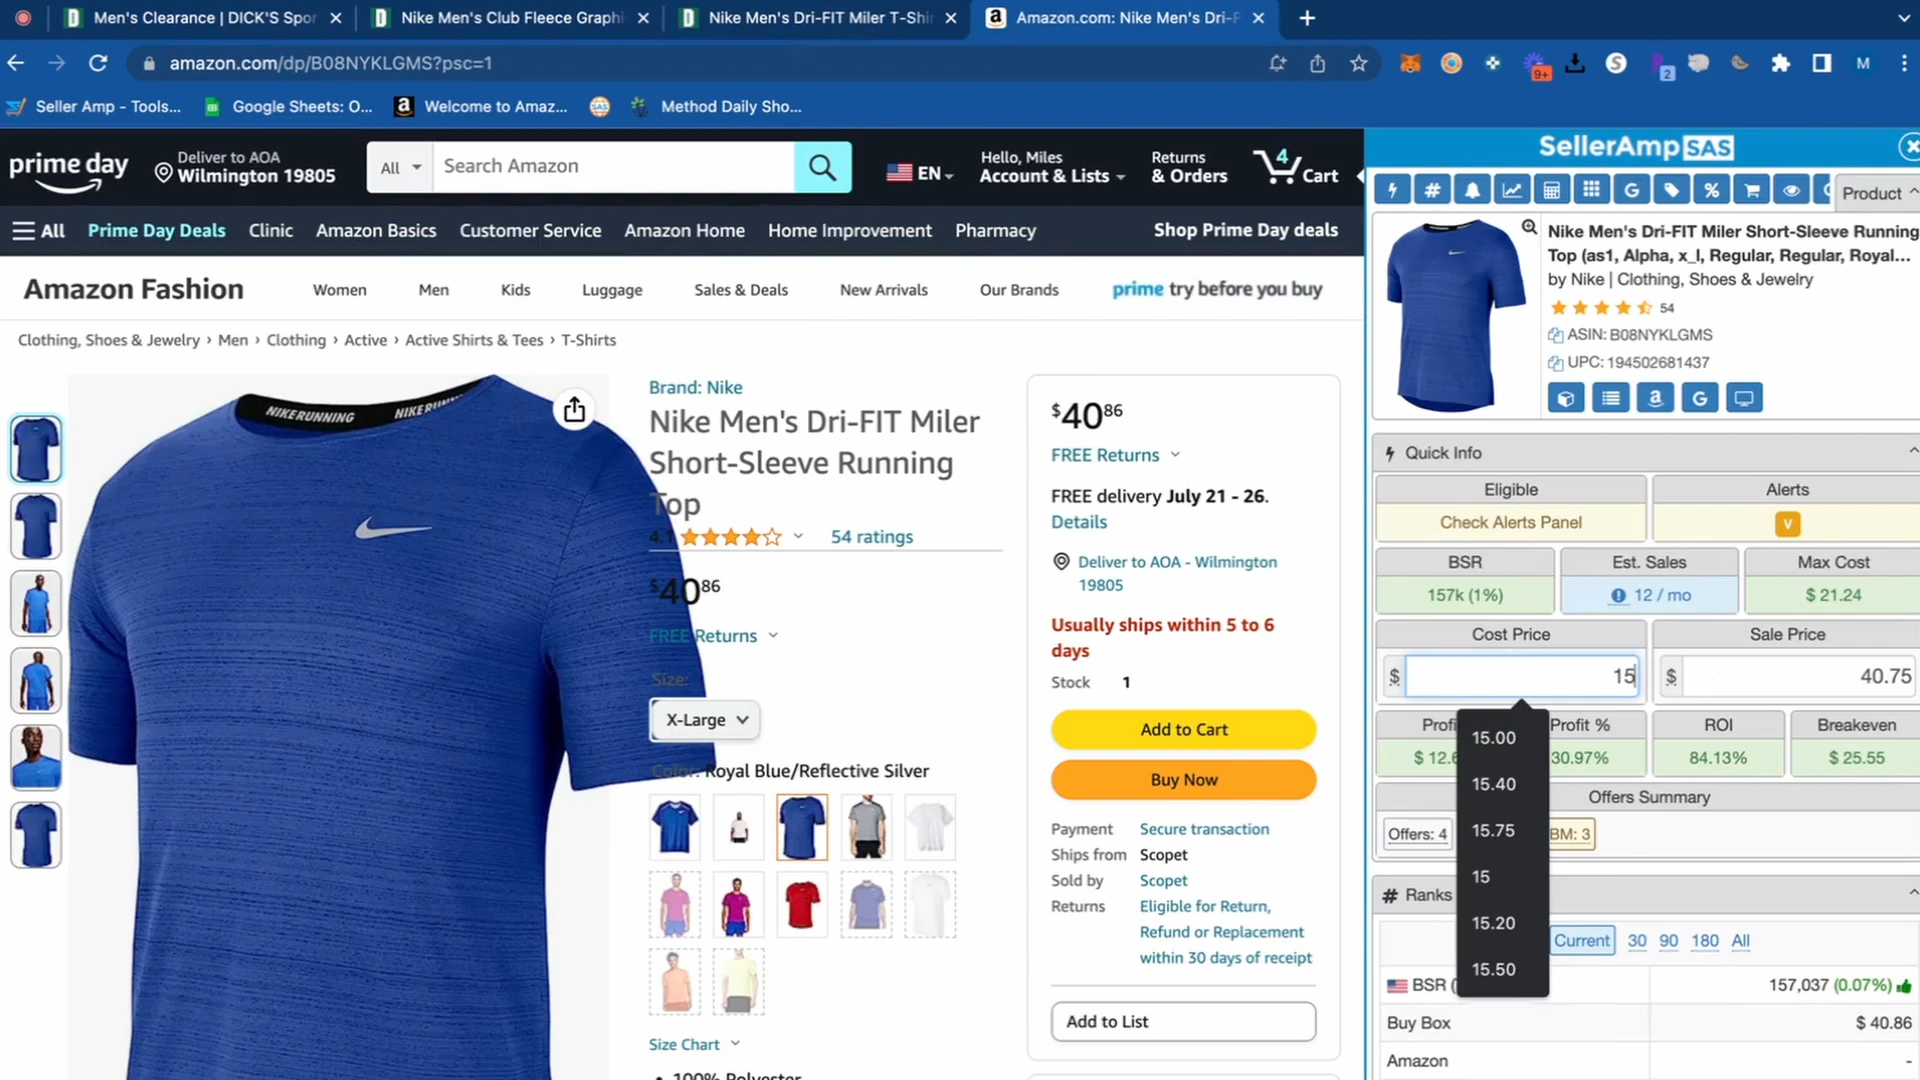 Men's Clearance | DICK'S Spor
Nike Men's Club Fleece Graphi
Nike Men's Dri-FIT Miler T-Shir
Amazon.com: Nike Men's Dri-F
amazon.com/dp/B08NYKLGMS?psc=1
9+
2
M
Seller Amp - Tools...
Google Sheets: O...
Welcome to Amaz...
Method Daily Sho...
prime day
Deliver to AOA
Wilmington 19805
All
Search Amazon
EN
Hello, Miles
Account & Lists
Returns
& Orders
4
Cart
All
Prime Day Deals
Clinic
Amazon Basics
Customer Service
Amazon Home
Home Improvement
Pharmacy
Shop Prime Day deals
Amazon Fashion
Women
Men
Kids
Luggage
Sales & Deals
New Arrivals
Our Brands
prime try before you buy
Clothing, Shoes & Jewelry › Men › Clothing › Active › Active Shirts & Tees › T-Shirts
NIKE RUNNING
Brand: Nike
Nike Men's Dri-FIT Miler
Short-Sleeve Running
Top
4.1
54 ratings
$40.86
FREE Returns
Size:
X-Large
Color: Royal Blue/Reflective Silver
Size Chart
• 100% Polyester
$40.86
FREE Returns
FREE delivery July 21 - 26.
Details
Deliver to AOA - Wilmington
19805
Usually ships within 5 to 6
days
Stock 1
Add to Cart
Buy Now
Payment Secure transaction
Ships from Scopet
Sold by Scopet
Returns Eligible for Return,
Refund or Replacement
within 30 days of receipt
Add to List
SellerAmp SAS
Product
Nike Men's Dri-FIT Miler Short-Sleeve Running
Top (as1, Alpha, x_l, Regular, Regular, Royal...
by Nike | Clothing, Shoes & Jewelry
54
ASIN: B08NYKLGMS
UPC: 194502681437
Quick Info
Eligible
Alerts
Check Alerts Panel
V
BSR
Est. Sales
Max Cost
157k (1%)
12 / mo
$ 21.24
Cost Price
Sale Price
$ 15
$ 40.75
Profi
Profit %
ROI
Breakeven
$ 12.6
30.97%
84.13%
$ 25.55
15.00
15.40
15.75
15
15.20
15.50
Offers Summary
Offers: 4
BM: 3
Ranks
Current 30 90 180 All
BSR (
157,037 (0.07%)
Buy Box
$ 40.86
Amazon
-